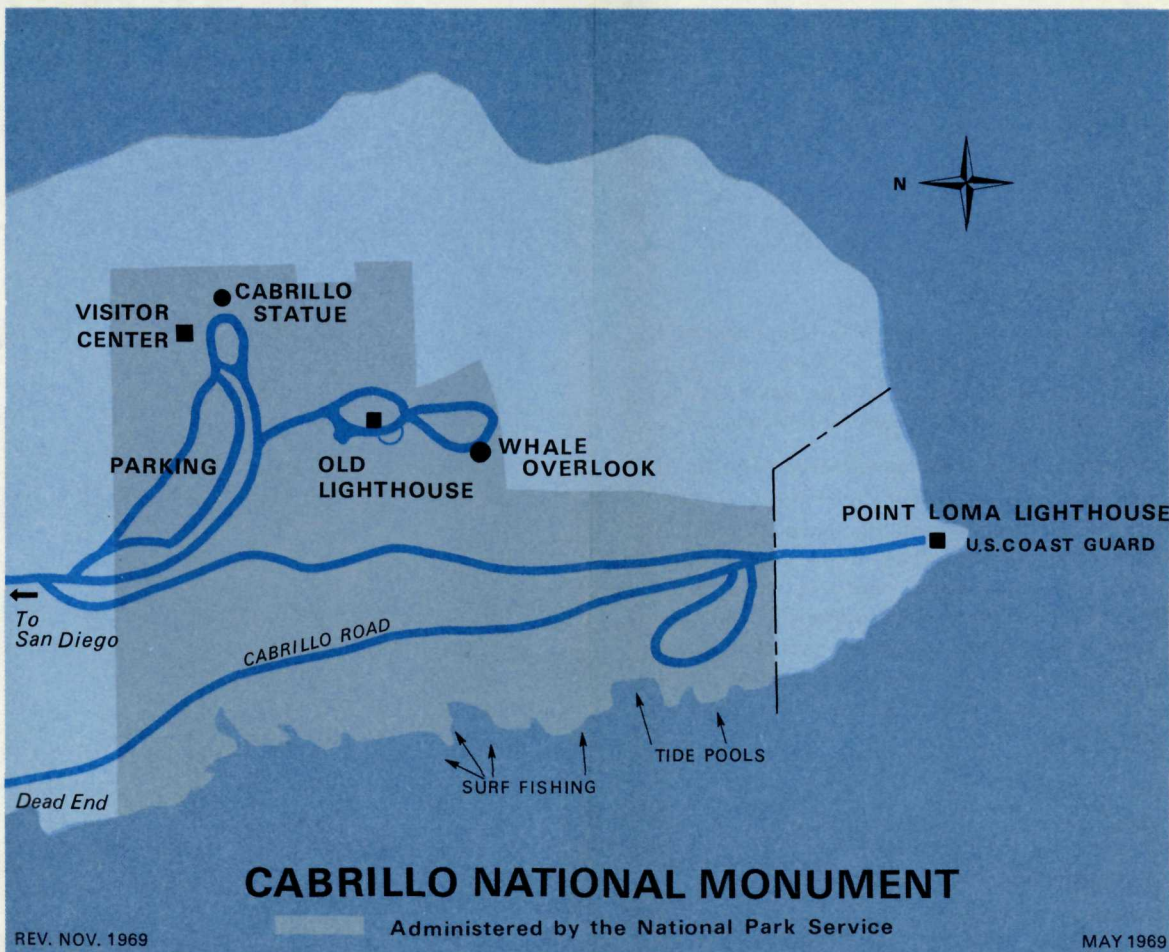 N
CABRILLO
STATUE
VISITOR
CENTER
WHALE
OVERLOOK
PARKING
OLD
LIGHTHOUSE
POINT LOMA LIGHTHOUSE
U.S.COAST GUARD
To
San Diego
CABRILLO ROAD
TIDE POOLS
SURF FISHING
Dead End
CABRILLO NATIONAL MONUMENT
Administered by the National Park Service
REV. NOV. 1969
MAY 1969